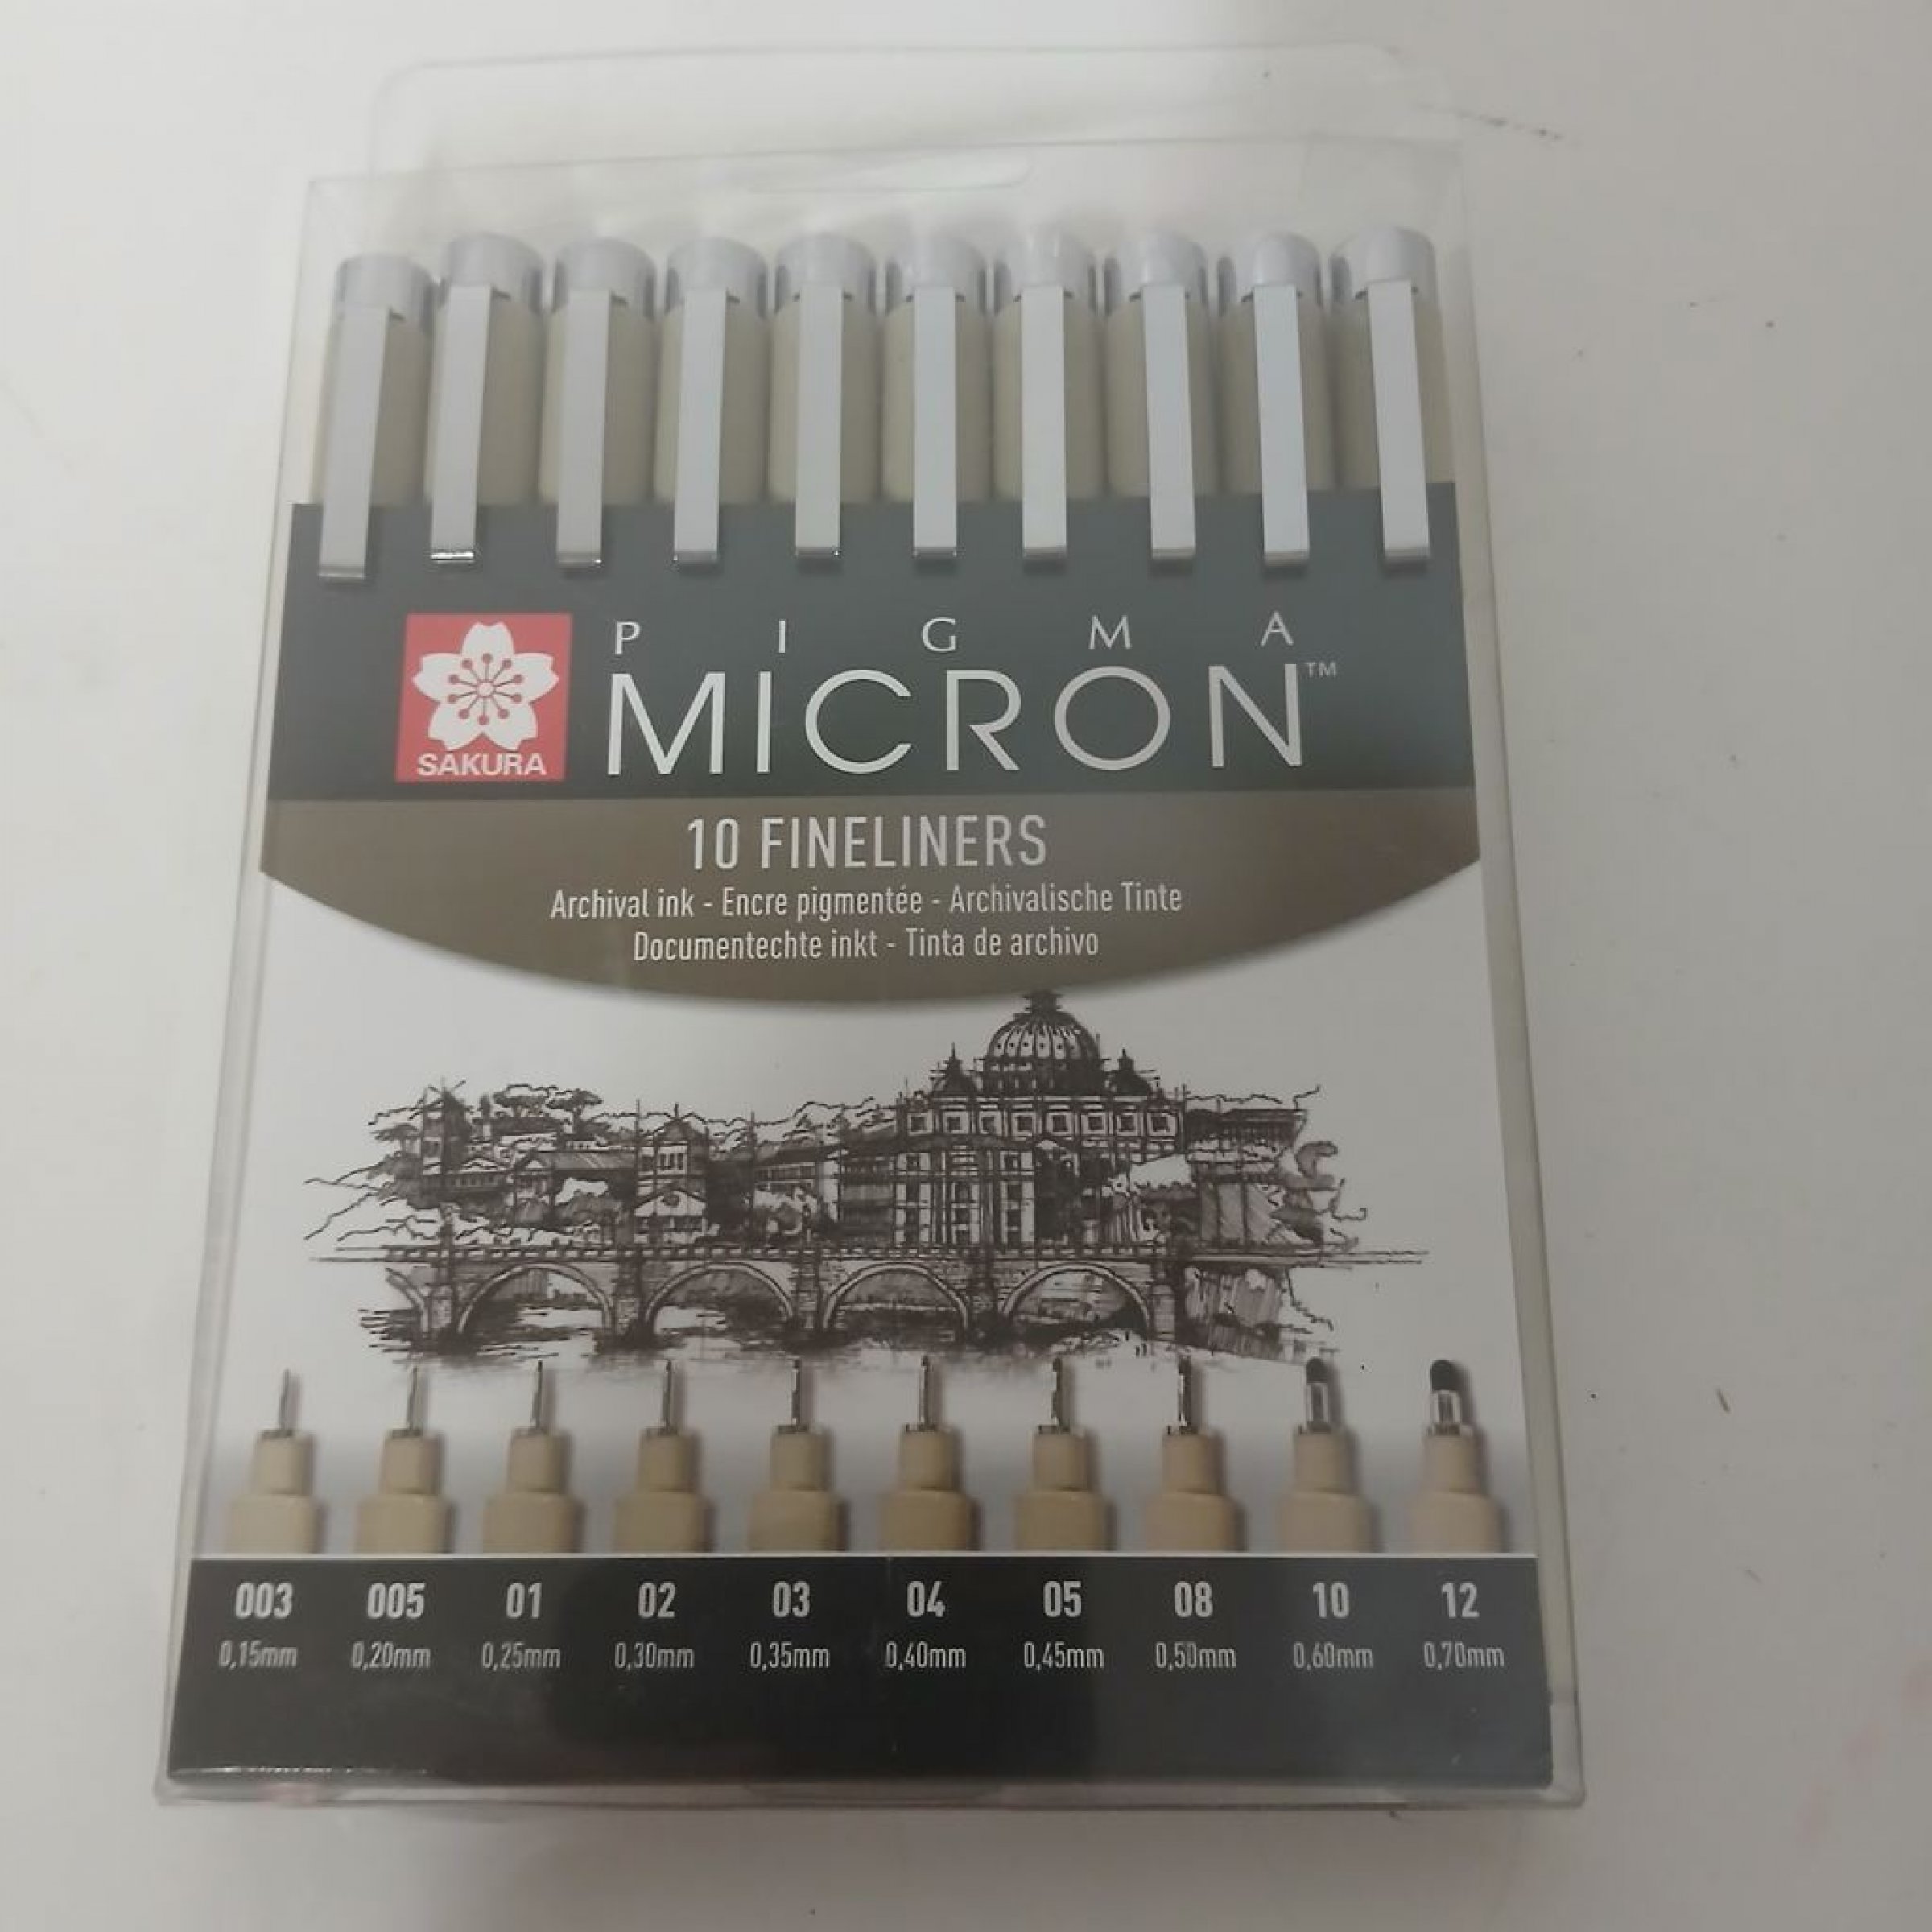 PIGMA
MICRON™
SAKURA
10 FINELINERS
Archival ink - Encre pigmentée - Archivalische Tinte
Documentechte inkt - Tinta de archivo
003 005 01 02 03 04 05 08 10 12
0,15mm 0,20mm 0,25mm 0,30mm 0,35mm 0,40mm 0,45mm 0,50mm 0,60mm 0,70mm